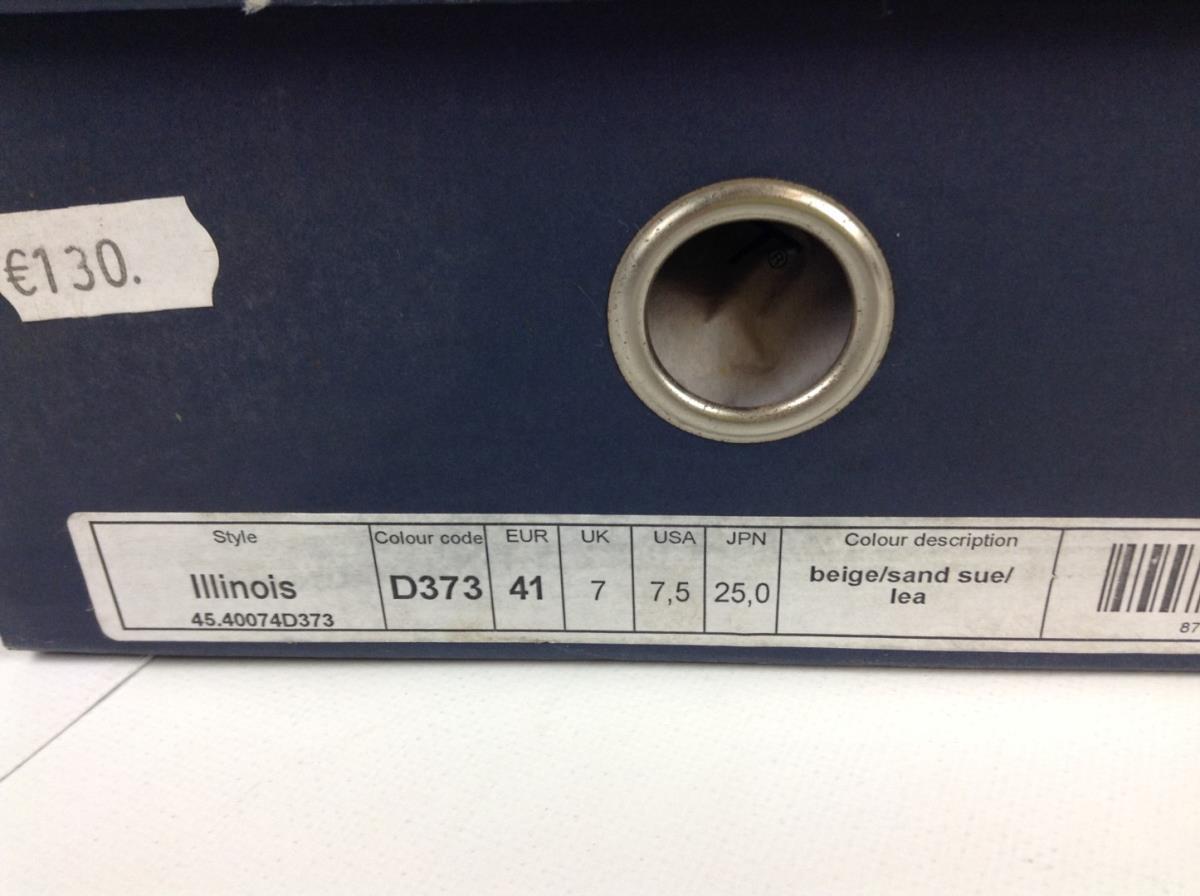 €130.
®
Style
Illinois
45.40074D373
Colour code
D373
EUR
41
UK
7
USA
7,5
JPN
25,0
Colour description
beige/sand sue/
lea
87